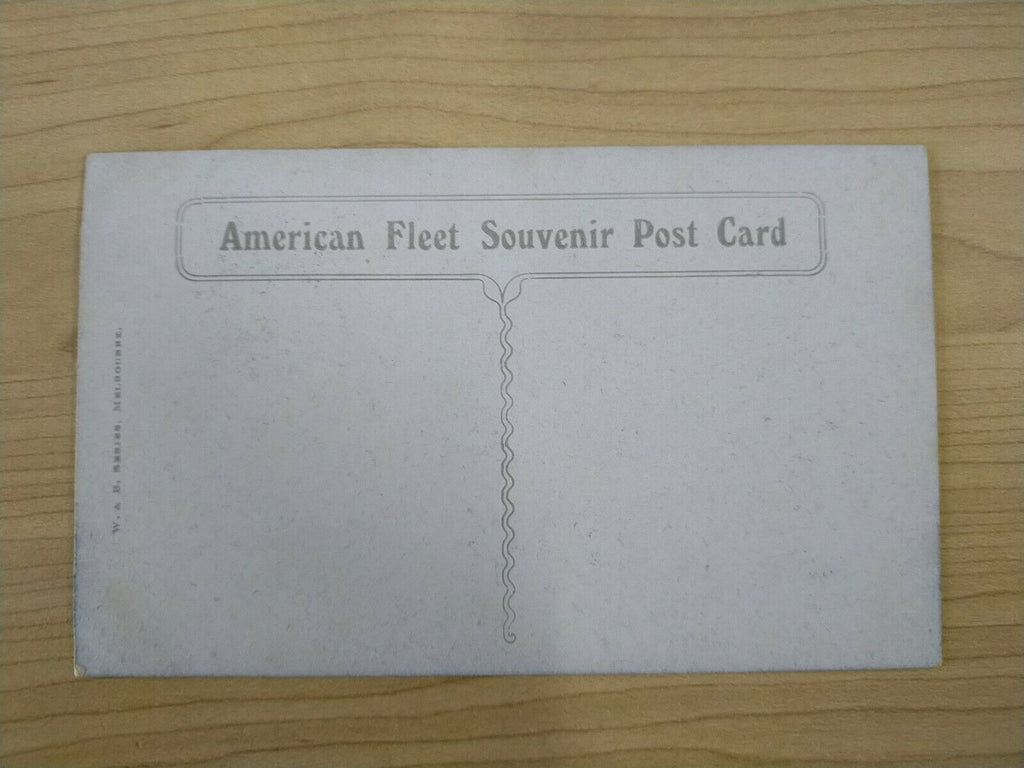 American Fleet Souvenir Post Card
W. & B. SERIES, MELBOURNE.